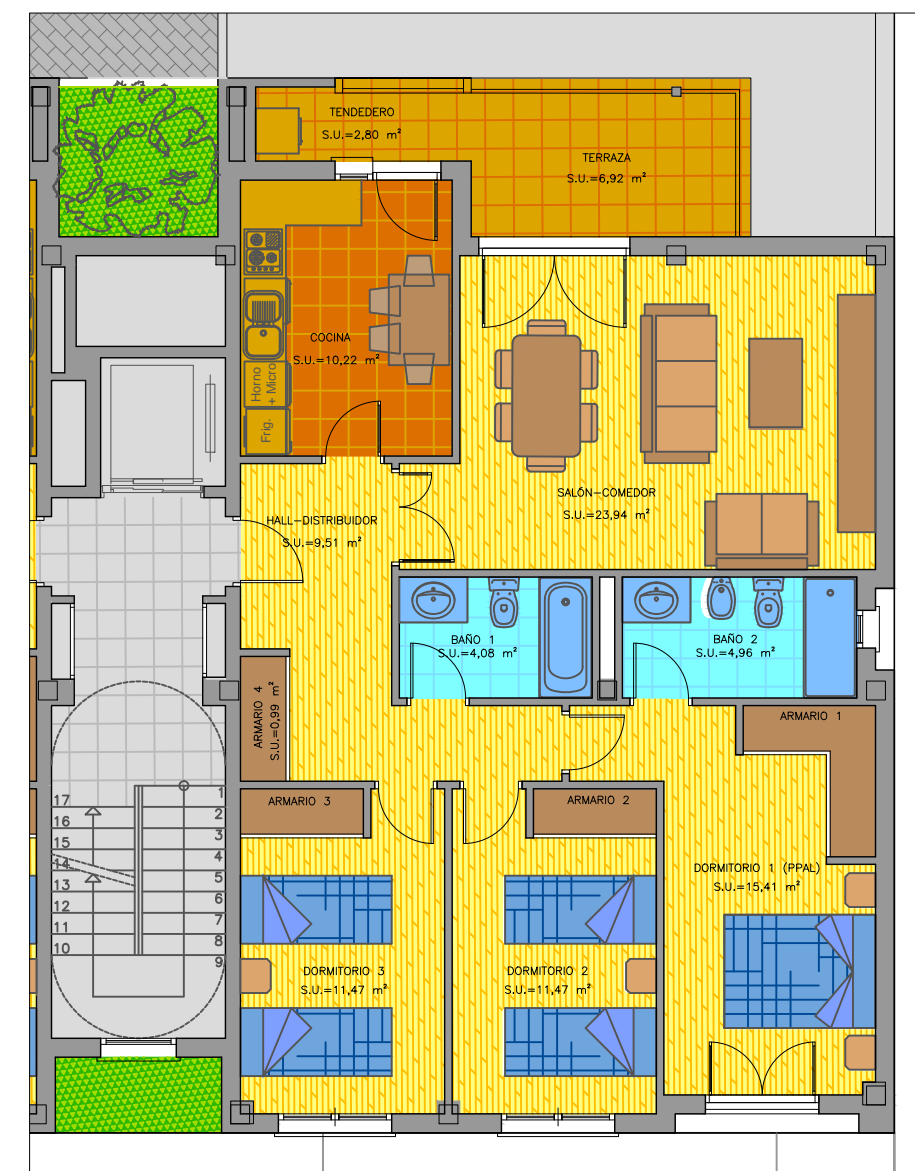 TENDEDERO
S.U.=2,80 m²
TERRAZA
S.U.=6,92 m²
COCINA
S.U.=10,22 m²
Horno
+ Micro
Frig.
SALÓN-COMEDOR
S.U.=23,94 m²
HALL-DISTRIBUIDOR
S.U.=9,51 m²
BAÑO 1
S.U.=4,08 m²
BAÑO 2
S.U.=4,96 m²
ARMARIO 4
S.U.=0,99 m²
ARMARIO 1
ARMARIO 3
ARMARIO 2
17
16
15
14
13
12
11
10
1
2
3
4
5
6
7
8
9
DORMITORIO 1 (PPAL)
S.U.=15,41 m²
DORMITORIO 3
S.U.=11,47 m²
DORMITORIO 2
S.U.=11,47 m²